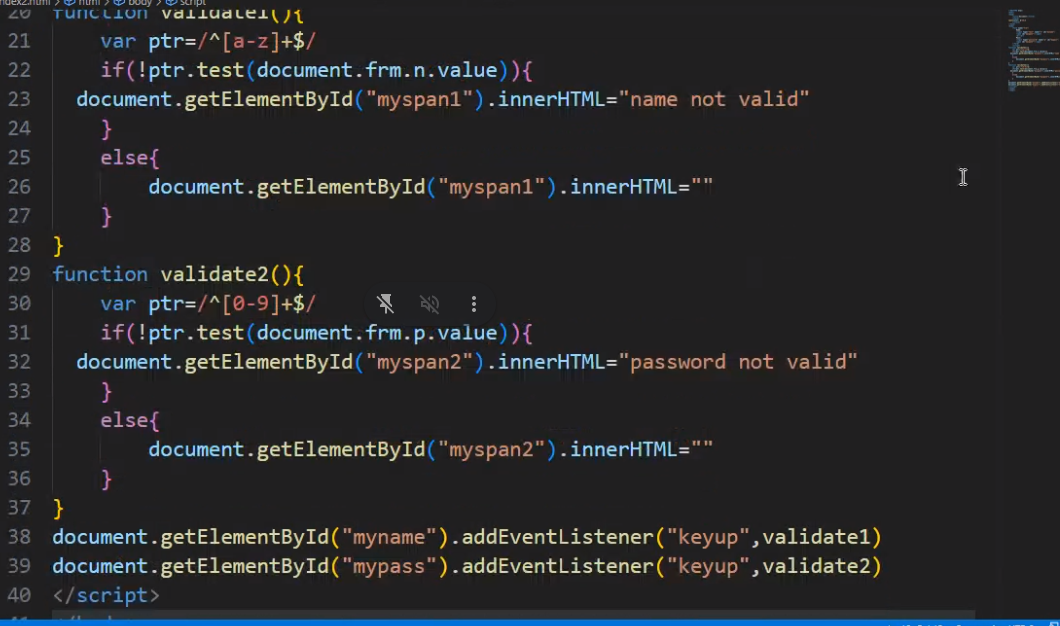 index2.html > html > body > script
20 function validate1(){
21 var ptr=/^[a-z]+$/
22 if(!ptr.test(document.frm.n.value)){
23 document.getElementById("myspan1").innerHTML="name not valid"
24 }
25 else{
26 document.getElementById("myspan1").innerHTML=""
27 }
28 }
29 function validate2(){
30 var ptr=/^[0-9]+$/
31 if(!ptr.test(document.frm.p.value)){
32 document.getElementById("myspan2").innerHTML="password not valid"
33 }
34 else{
35 document.getElementById("myspan2").innerHTML=""
36 }
37 }
38 document.getElementById("myname").addEventListener("keyup",validate1)
39 document.getElementById("mypass").addEventListener("keyup",validate2)
40 </script>